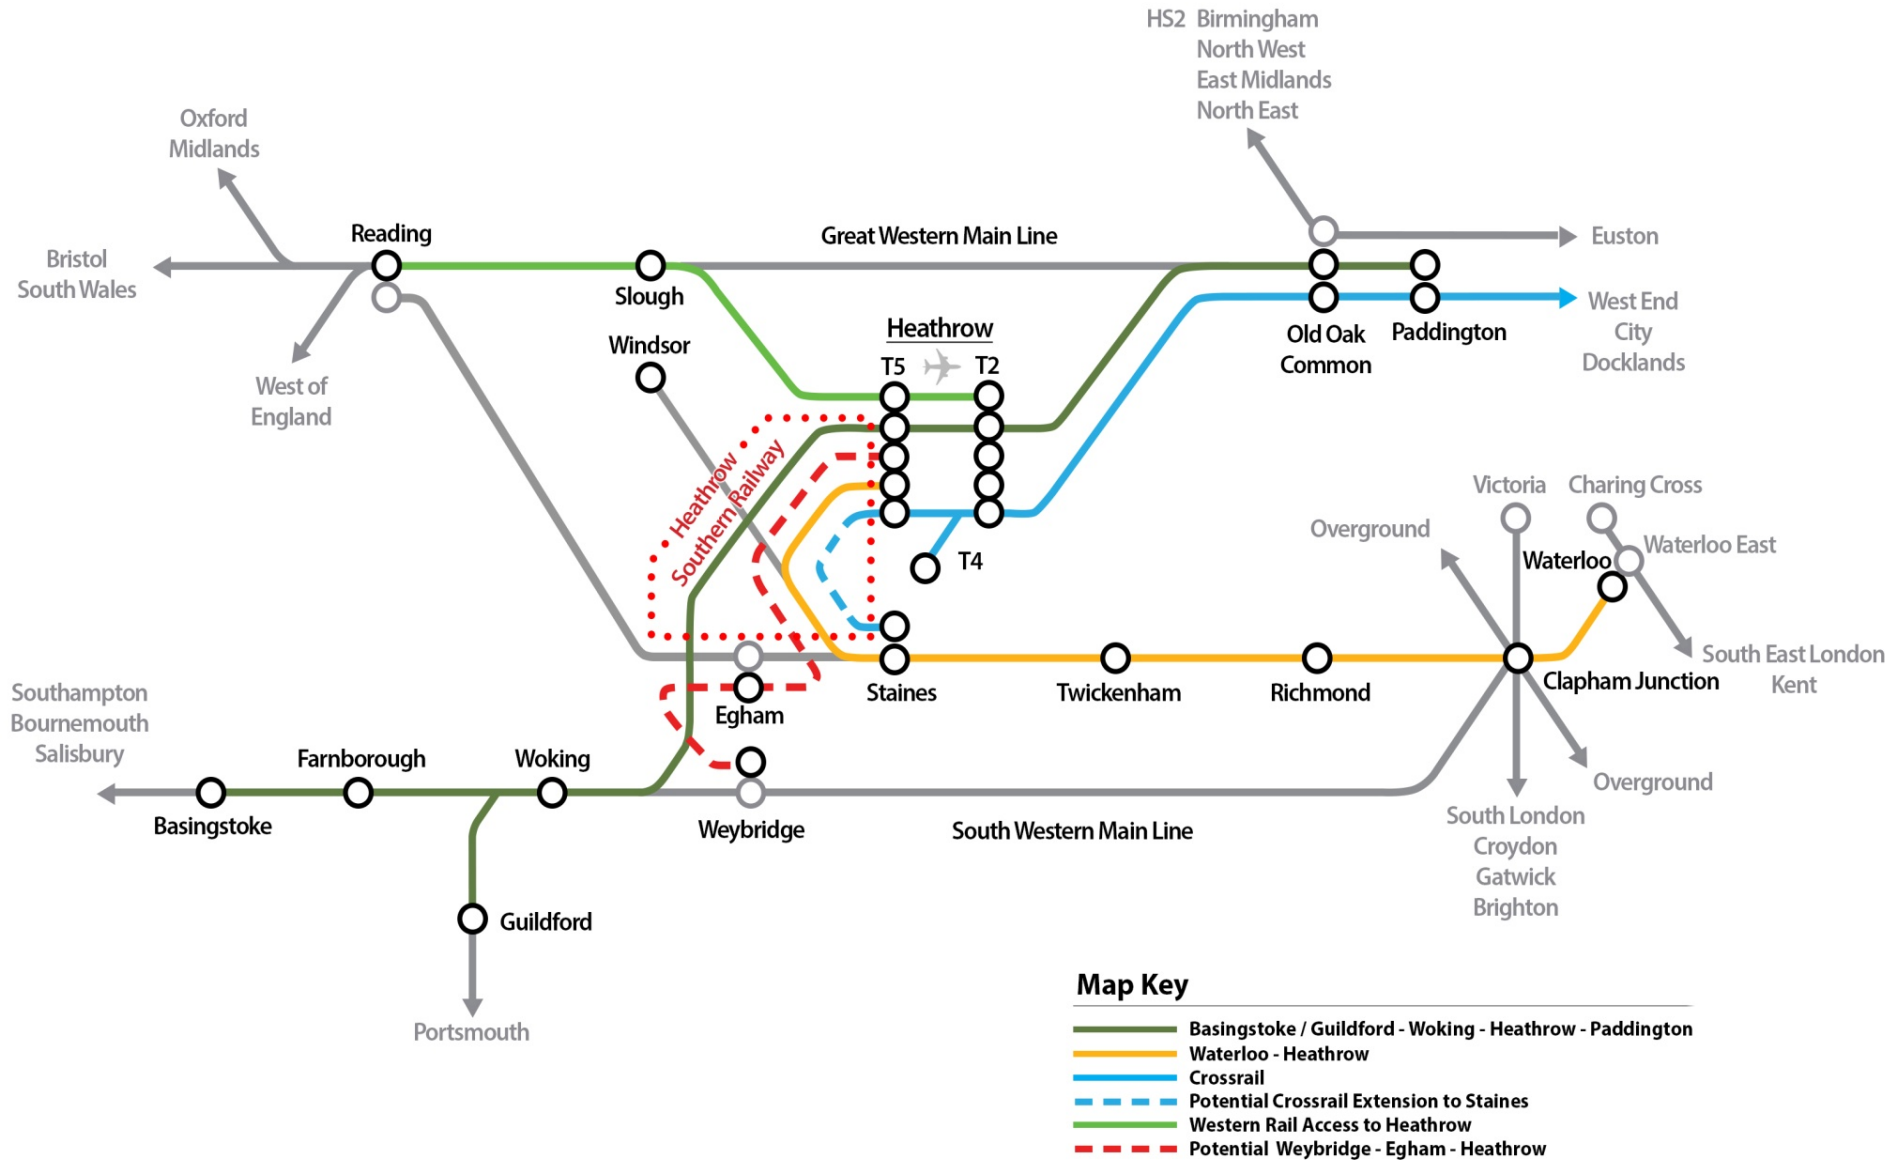 HS2 Birmingham
North West
East Midlands
North East
Oxford
Midlands
Reading
Great Western Main Line
Euston
Bristol
South Wales
Slough
West End
City
Docklands
Heathrow
Old Oak
Common
Paddington
Windsor
T5
T2
West of
England
Heathrow
Southern Railway
Victoria
Charing Cross
Overground
Waterloo East
Waterloo
T4
South East London
Kent
Staines
Twickenham
Richmond
Clapham Junction
Southampton
Bournemouth
Salisbury
Egham
Farnborough
Woking
Overground
Basingstoke
Weybridge
South Western Main Line
South London
Croydon
Gatwick
Brighton
Guildford
Portsmouth
Map Key
Basingstoke / Guildford - Woking - Heathrow - Paddington
Waterloo - Heathrow
Crossrail
Potential Crossrail Extension to Staines
Western Rail Access to Heathrow
Potential Weybridge - Egham - Heathrow